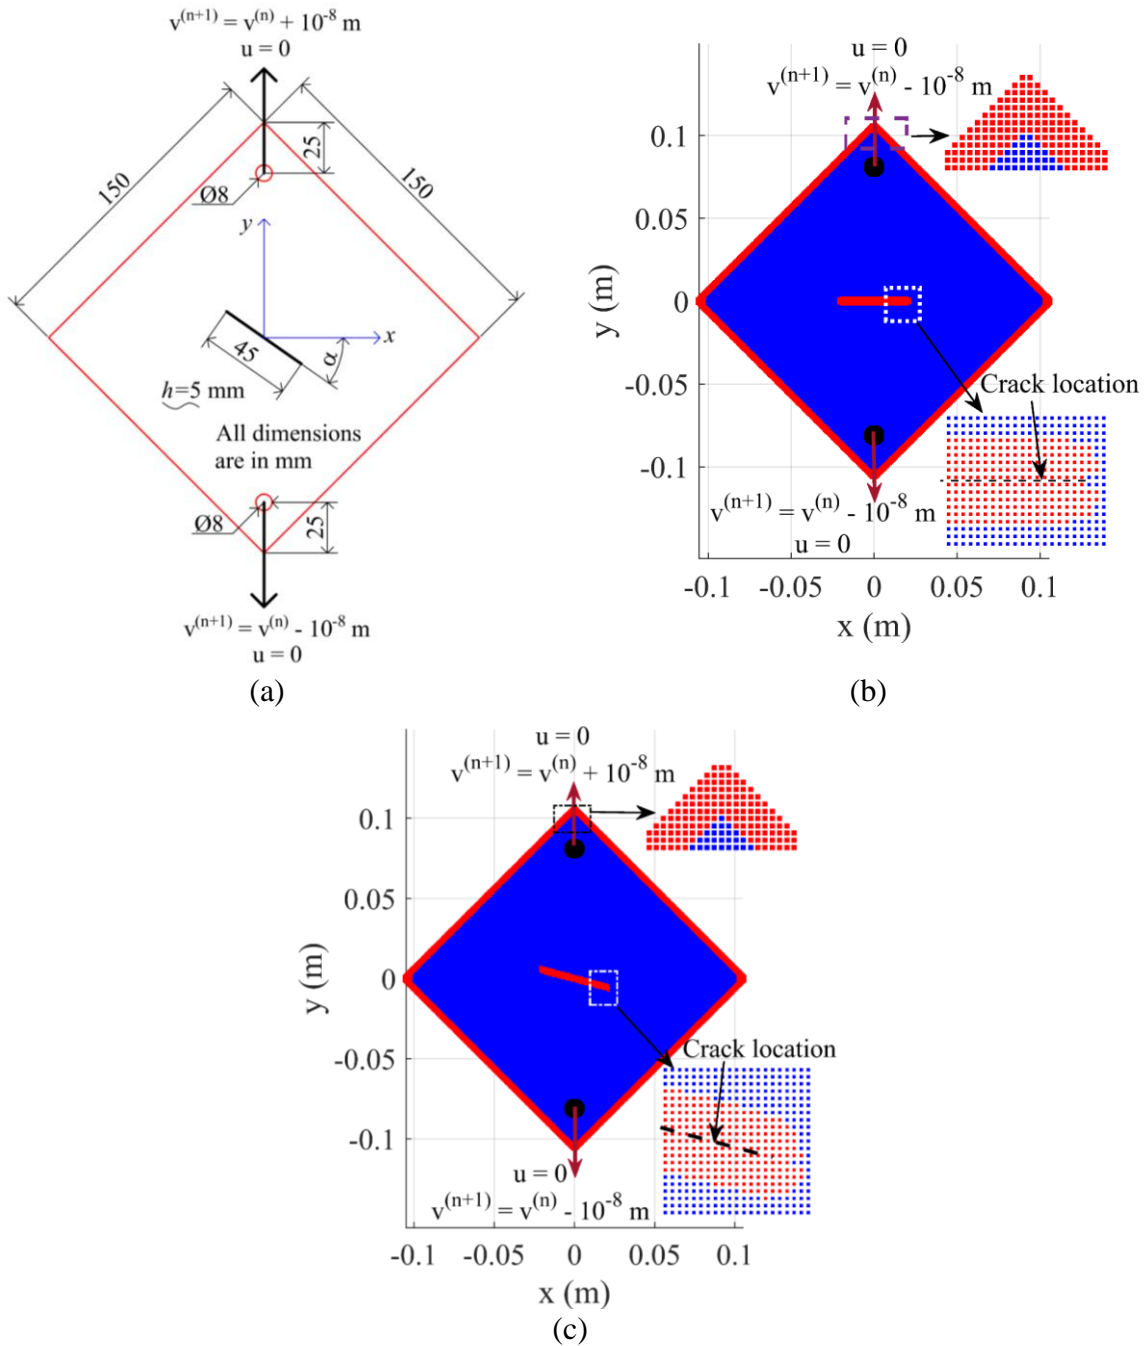 v^(n+1) = v^(n) + 10^-8 m
u = 0
150
150
25
Ø8
y
x
45
α
h=5 mm
All dimensions
are in mm
Ø8
25
v^(n+1) = v^(n) - 10^-8 m
u = 0
(a)
u = 0
v^(n+1) = v^(n) - 10^-8 m
0.1
0.05
0
-0.05
-0.1
y (m)
Crack location
v^(n+1) = v^(n) - 10^-8 m
u = 0
-0.1 -0.05 0 0.05 0.1
x (m)
(b)
u = 0
v^(n+1) = v^(n) + 10^-8 m
0.1
0.05
0
-0.05
-0.1
y (m)
Crack location
u = 0
v^(n+1) = v^(n) - 10^-8 m
-0.1 -0.05 0 0.05 0.1
x (m)
(c)